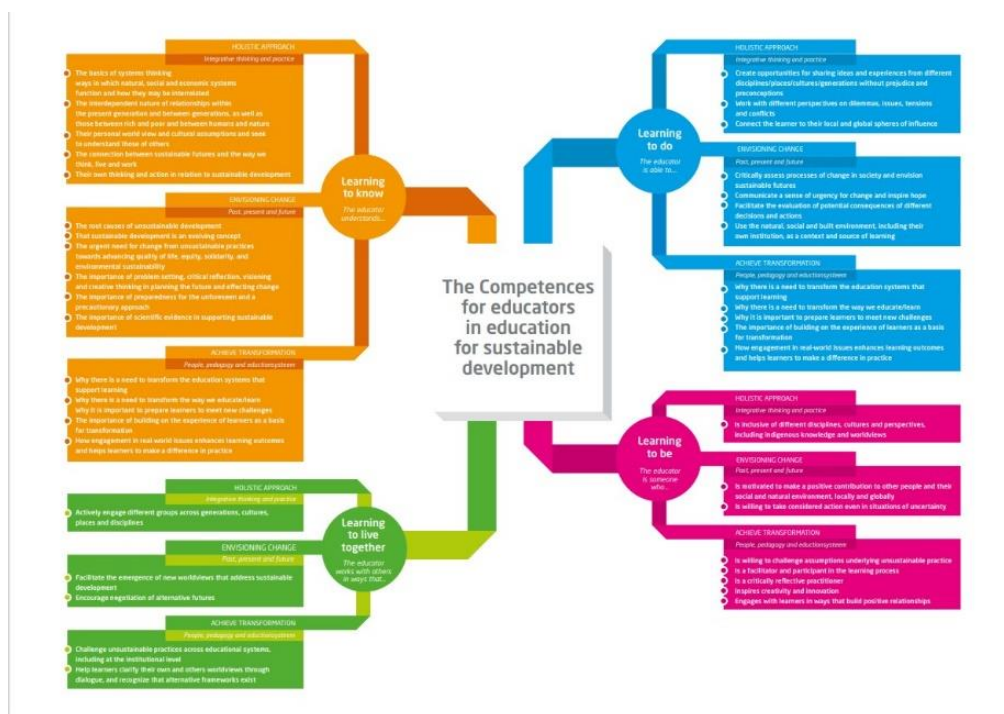 The Competences
for educators
in education
for sustainable
development
Learning
to know
The educator
understands...
HOLISTIC APPROACH
Integrative thinking and practice
The basics of systems thinking
ways in which natural, social and economic systems
function and how they may be interrelated
The interdependent nature of relationships within
the present generation and between generations, as well as
those between rich and poor and between humans and nature
Their personal world view and cultural assumptions and seen
to understand those of others
The connection between sustainable futures and the way we
think, live and work
Their own thinking and action in relation to sustainable development
ENVISIONING CHANGE
Past, present and future
The root causes of unsustainable development
That sustainable development is an evolving concept
The urgent need for change from unsustainable practices
towards advancing quality of life, equity, solidarity, and
environmental sustainability
The importance of problem setting, critical reflection, visioning
and creative thinking in planning the future and effecting change
The importance of preparedness for the unforeseen and a
precautionary approach
The importance of scientific evidence in supporting sustainable
development
ACHIEVE TRANSFORMATION
People, pedagogy and eductionsysteem
Why there is a need to transform the education systems that
support learning
Why there is a need to transform the way we educate/learn
Why it is important to prepare learners to meet new challenges
The importance of building on the experience of learners as a basis
for transformation
How engagement in real-world issues enhances learning outcomes
and helps learners to make a difference in practice
Learning
to live
together
The educator
works with others
in ways that...
HOLISTIC APPROACH
Integrative thinking and practice
Actively engage different groups across generations, cultures,
places and disciplines
ENVISIONING CHANGE
Past, present and future
Facilitate the emergence of new worldviews that address sustainable
development
Encourage negotiation of alternative futures
ACHIEVE TRANSFORMATION
People, pedagogy and eductionsysteem
Challenge unsustainable practices across educational systems,
including at the institutional level
Help learners clarify their own and others worldviews through
dialogue, and recognize that alternative frameworks exist
Learning
to do
The educator
is able to...
HOLISTIC APPROACH
Integrative thinking and practice
Create opportunities for sharing ideas and experiences from different
disciplines/places/cultures/generations without prejudice and
preconceptions
Work with different perspectives on dilemmas, issues, tensions
and conflicts
Connect the learner to their local and global spheres of influence
ENVISIONING CHANGE
Past, present and future
Critically assess processes of change in society and envision
sustainable futures
Communicate a sense of urgency for change and inspire hope
Facilitate the evaluation of potential consequences of different
decisions and actions
Use the natural, social and built environment, including their
own institution, as a context and source of learning
ACHIEVE TRANSFORMATION
People, pedagogy and eductionsysteem
Why there is a need to transform the education systems that
support learning
Why there is a need to transform the way we educate/learn
Why it is important to prepare learners to meet new challenges
The importance of building on the experience of learners as a basis
for transformation
How engagement in real-world issues enhances learning outcomes
and helps learners to make a difference in practice
Learning
to be
The educator
is someone
who...
HOLISTIC APPROACH
Integrative thinking and practice
Is inclusive of different disciplines, cultures and perspectives,
including indigenous knowledge and worldviews
ENVISIONING CHANGE
Past, present and future
Is motivated to make a positive contribution to other people and their
social and natural environment, locally and globally
Is willing to take considered action even in situations of uncertainty
ACHIEVE TRANSFORMATION
People, pedagogy and eductionsysteem
Is willing to challenge assumptions underlying unsustainable practice
Is a facilitator and participant in the learning process
Is a critically reflective practitioner
Inspires creativity and innovation
Engages with learners in ways that build positive relationships